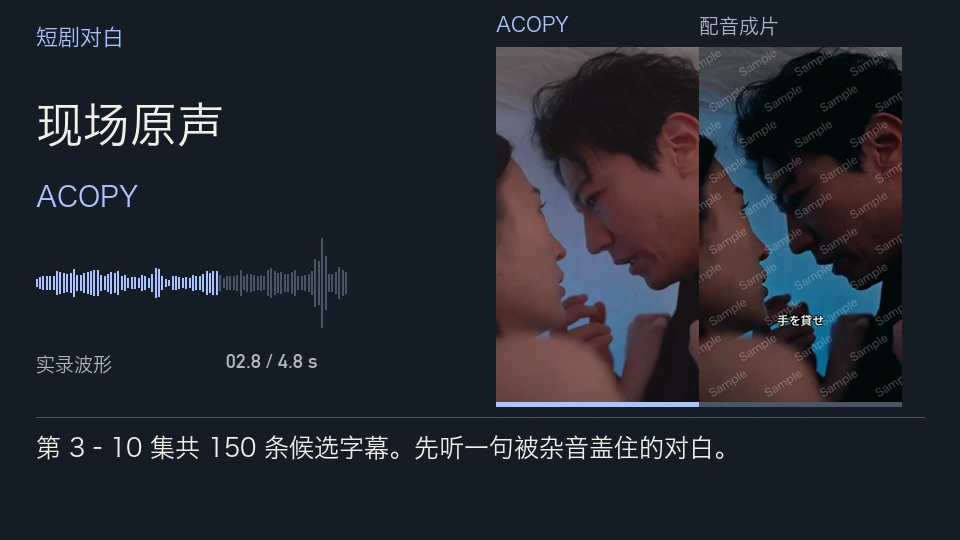 短剧对白
现场原声
ACOPY
实录波形
02.8 / 4.8 s
ACOPY
配音成片
Sample
手を貸せ
第 3 - 10 集共 150 条候选字幕。先听一句被杂音盖住的对白。